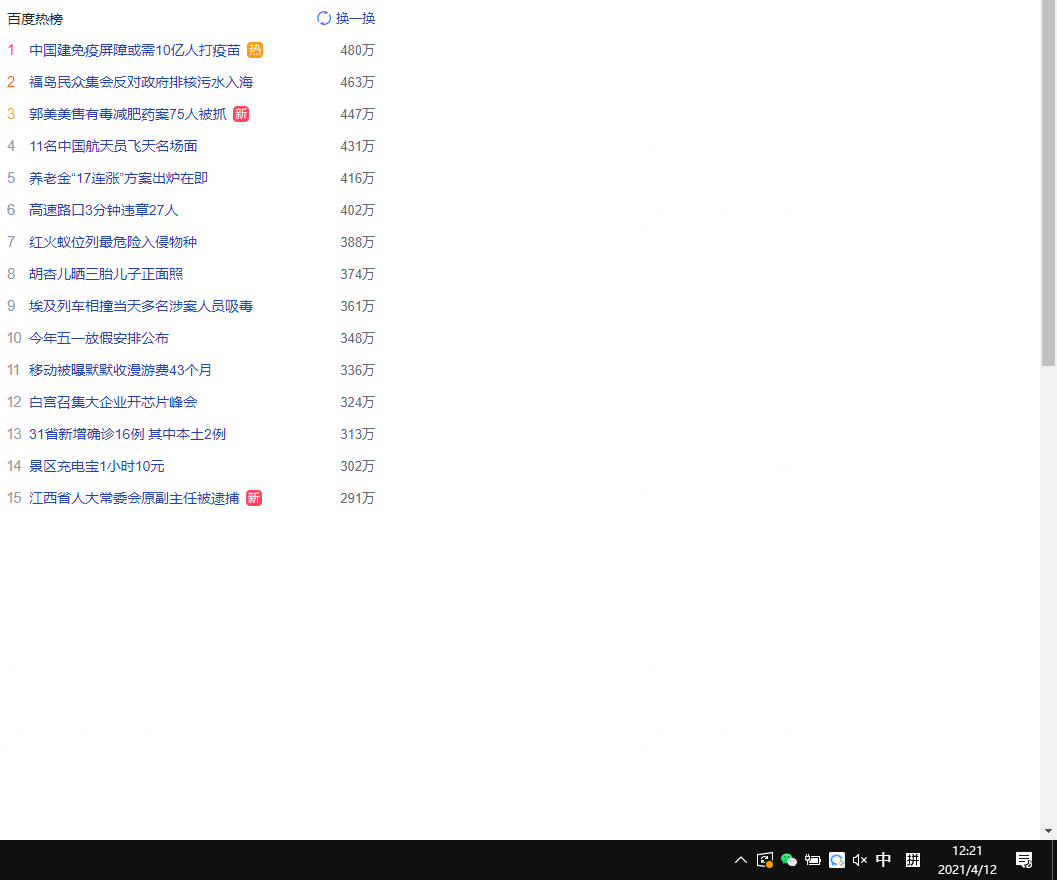 百度热榜 换一换
1 中国建免疫屏障或需10亿人打疫苗 热 480万
2 福岛民众集会反对政府排核污水入海 463万
3 郭美美售有毒减肥药案75人被抓 新 447万
4 11名中国航天员飞天名场面 431万
5 养老金“17连涨”方案出炉在即 416万
6 高速路口3分钟违章27人 402万
7 红火蚁位列最危险入侵物种 388万
8 胡杏儿晒三胎儿子正面照 374万
9 埃及列车相撞当天多名涉案人员吸毒 361万
10 今年五一放假安排公布 348万
11 移动被曝默默收漫游费43个月 336万
12 白宫召集大企业开芯片峰会 324万
13 31省新增确诊16例 其中本土2例 313万
14 景区充电宝1小时10元 302万
15 江西省人大常委会原副主任被逮捕 新 291万
中 拼 12:21
2021/4/12